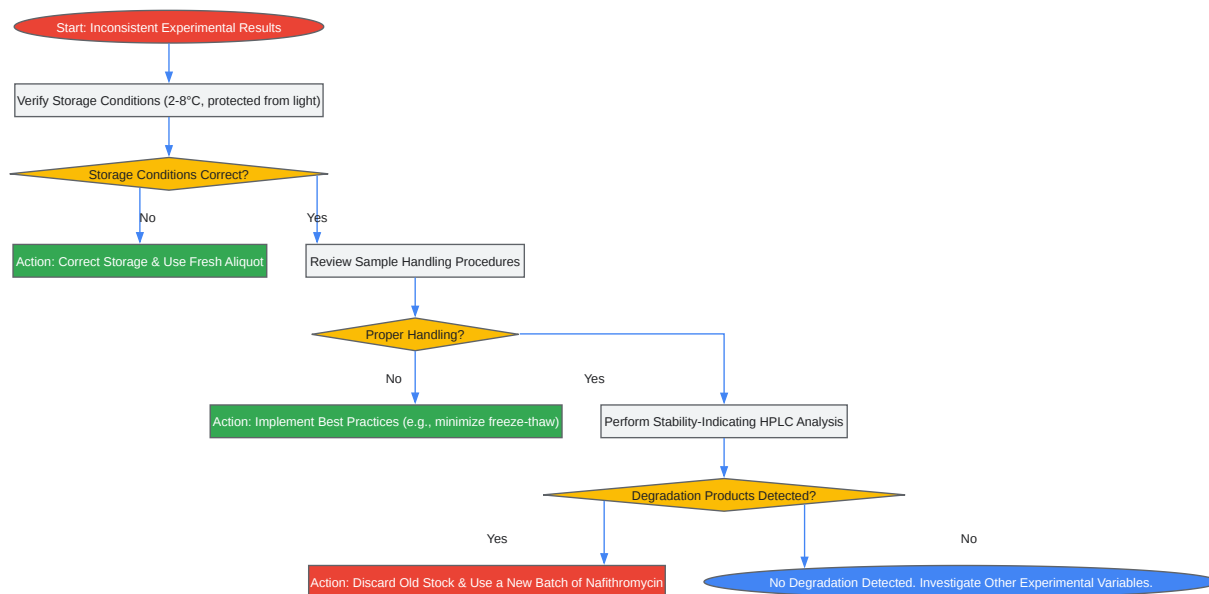 Start: Inconsistent Experimental Results
Verify Storage Conditions (2-8°C, protected from light)
Storage Conditions Correct?
No
Yes
Action: Correct Storage & Use Fresh Aliquot
Review Sample Handling Procedures
Proper Handling?
No
Yes
Action: Implement Best Practices (e.g., minimize freeze-thaw)
Perform Stability-Indicating HPLC Analysis
Degradation Products Detected?
Yes
No
Action: Discard Old Stock & Use a New Batch of Nafithromycin
No Degradation Detected. Investigate Other Experimental Variables.